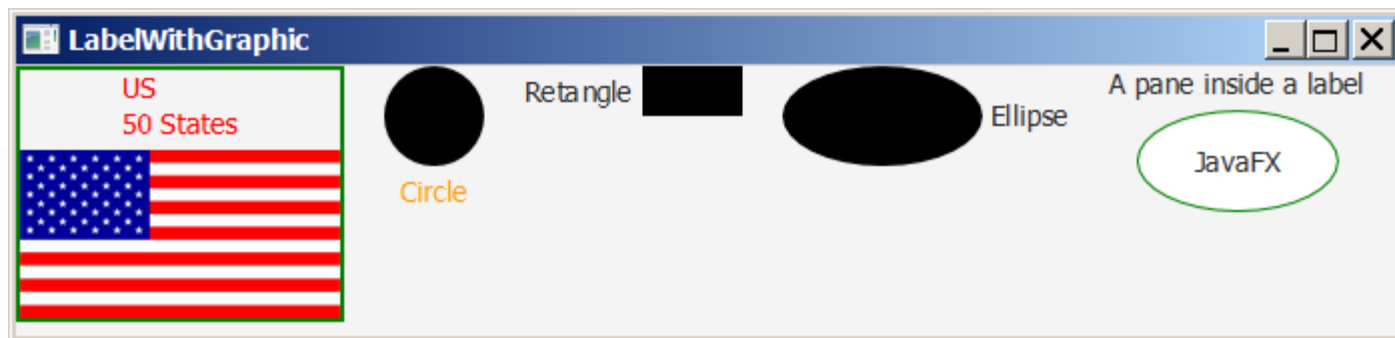 LabelWithGraphic
US
50 States
Circle
Retangle
Ellipse
A pane inside a label
JavaFX